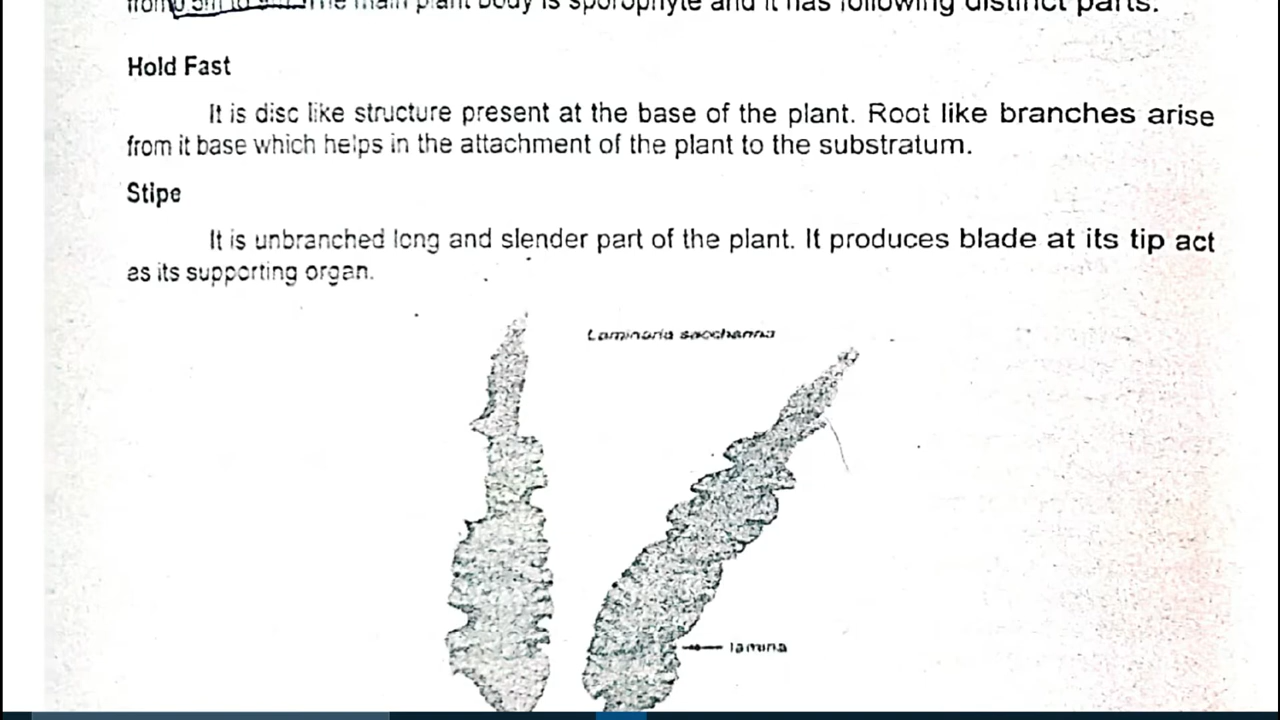 main plant body is sporophyte and it has following distinct parts.
Hold Fast
It is disc like structure present at the base of the plant. Root like branches arise
from it base which helps in the attachment of the plant to the substratum.
Stipe
It is unbranched long and slender part of the plant. It produces blade at its tip act
as its supporting organ.
Laminaria
lamina